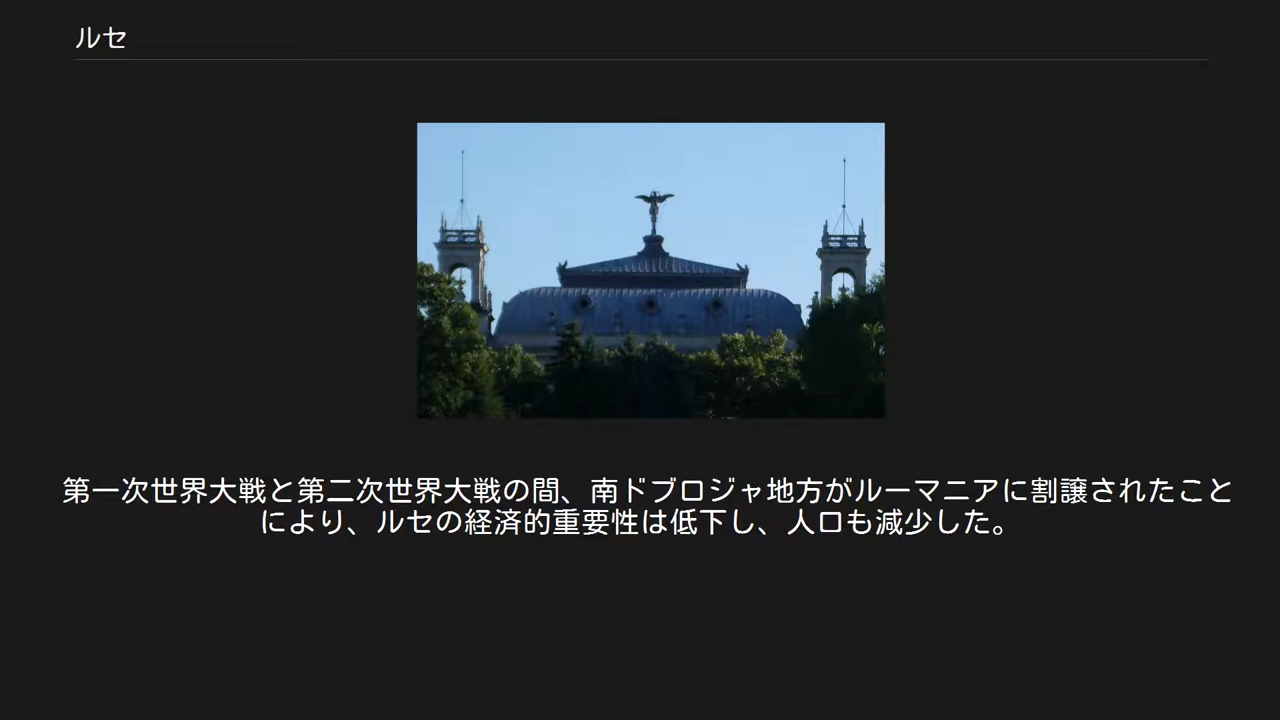 ルセ
第一次世界大戦と第二次世界大戦の間、南ドブロジャ地方がルーマニアに割譲されたこと
により、ルセの経済的重要性は低下し、人口も減少した。